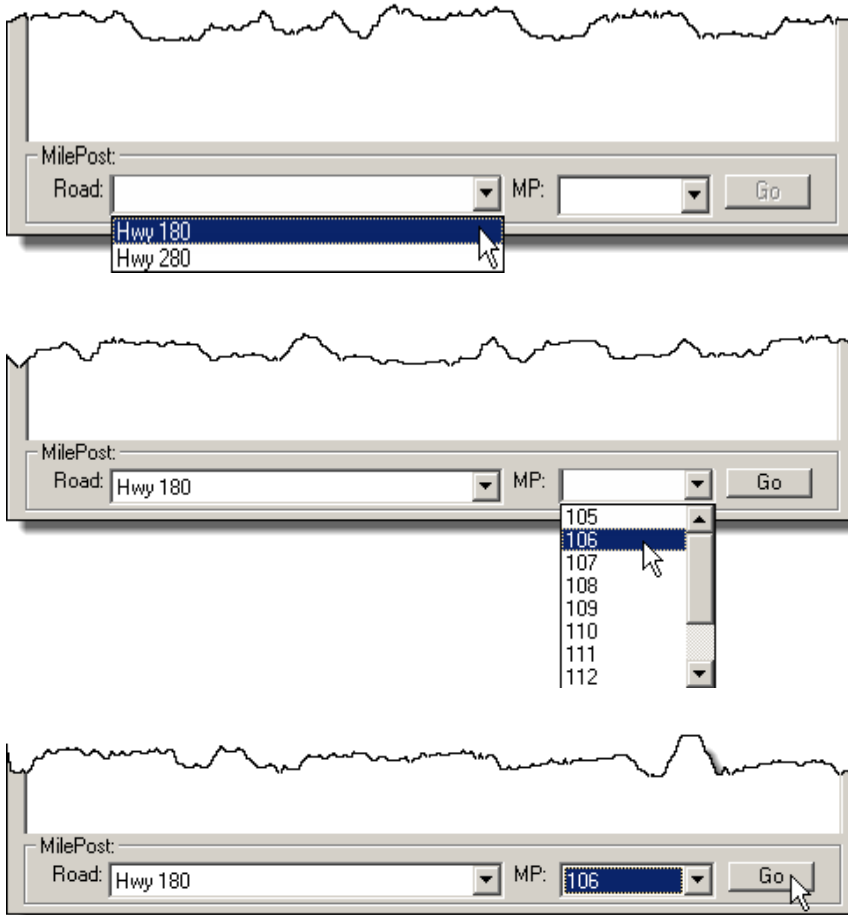 MilePost:
Road: MP: Go
Hwy 180
Hwy 280
MilePost:
Road: Hwy 180 MP: Go
105
106
107
108
109
110
111
112
MilePost:
Road: Hwy 180 MP: 106 Go